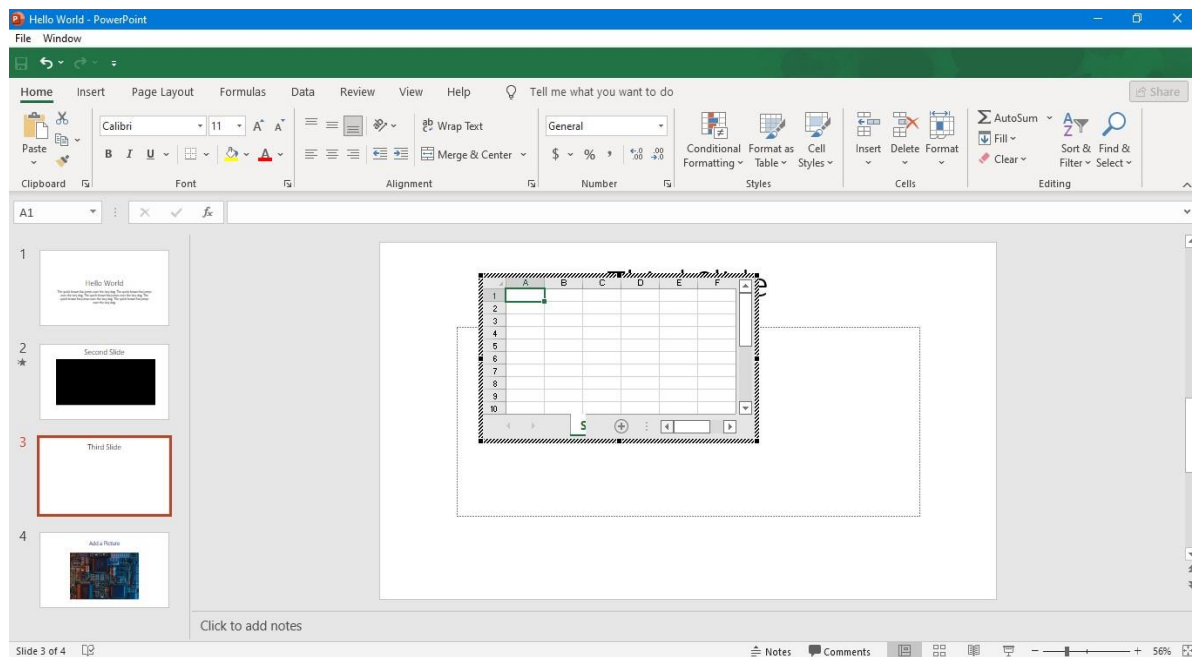 Hello World - PowerPoint
File Window
Home Insert Page Layout Formulas Data Review View Help Tell me what you want to do Share
Paste
Calibri 11 A A
B I U A
ab Wrap Text
Merge & Center
General
$ % , .00 .0
Conditional Formatting
Format as Table
Cell Styles
Insert Delete Format
AutoSum
Fill
Clear
Sort & Filter
Find & Select
Clipboard Font Alignment Number Styles Cells Editing
A1 fx
1
Hello World
2
Second Slide
3
Third Slide
4
Add a Picture
A B C D E F
1
2
3
4
5
6
7
8
9
10
S
Click to add notes
Slide 3 of 4 Notes Comments 56%